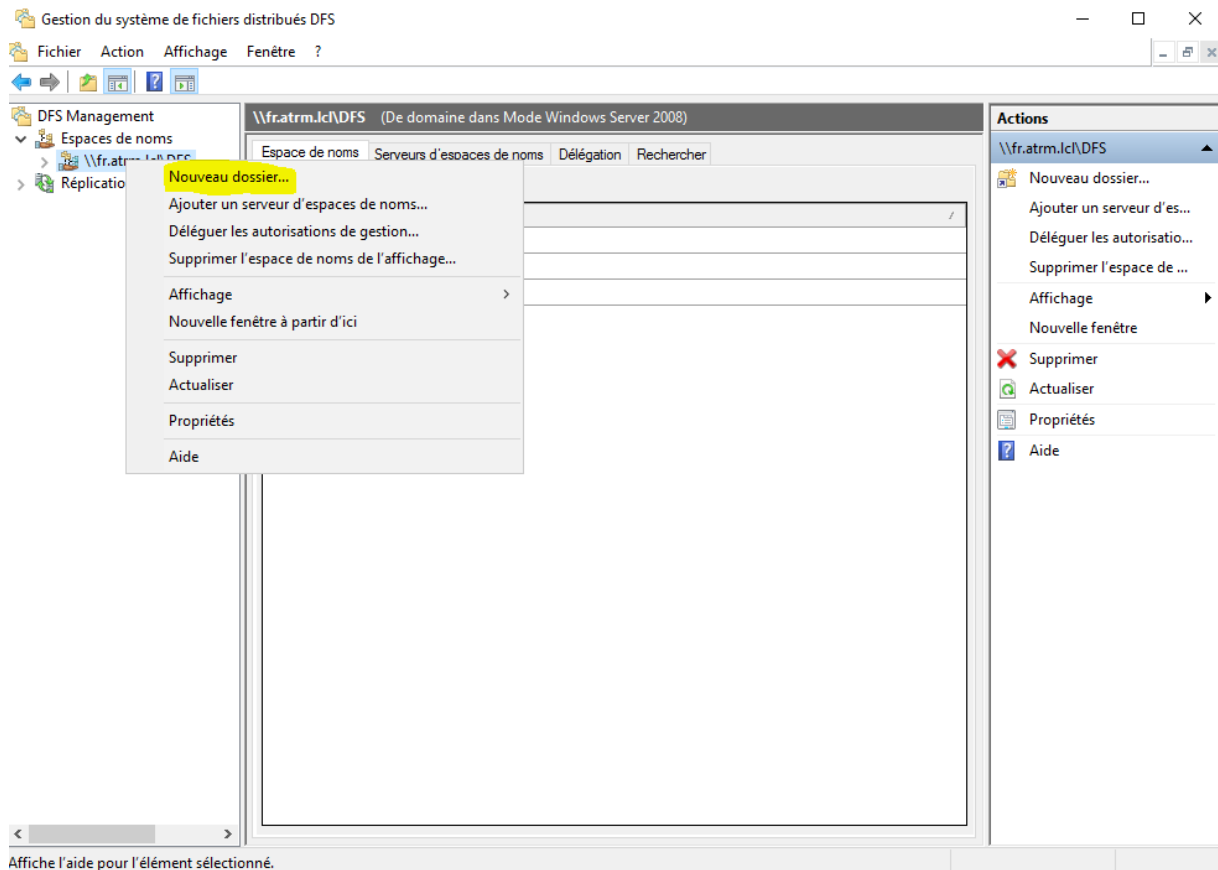 Gestion du système de fichiers distribués DFS
Fichier Action Affichage Fenêtre ?
DFS Management
Espaces de noms
\\fr.atrm.lcl\DFS
Réplicatio
\\fr.atrm.lcl\DFS (De domaine dans Mode Windows Server 2008)
Espace de noms Serveurs d'espaces de noms Délégation Rechercher
Nouveau dossier...
Ajouter un serveur d'espaces de noms...
Déléguer les autorisations de gestion...
Supprimer l'espace de noms de l'affichage...
Affichage
Nouvelle fenêtre à partir d'ici
Supprimer
Actualiser
Propriétés
Aide
Actions
\\fr.atrm.lcl\DFS
Nouveau dossier...
Ajouter un serveur d'es...
Déléguer les autorisatio...
Supprimer l'espace de ...
Affichage
Nouvelle fenêtre
Supprimer
Actualiser
Propriétés
Aide
Affiche l'aide pour l'élément sélectionné.